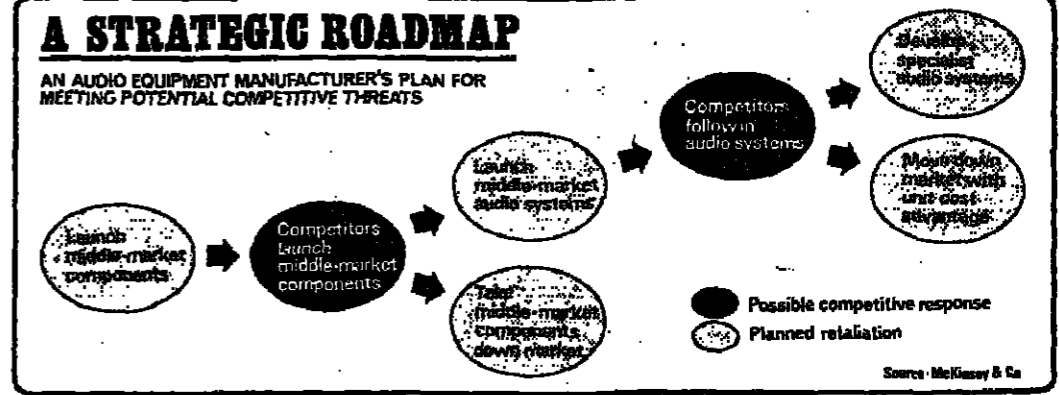 A STRATEGIC ROADMAP
AN AUDIO EQUIPMENT MANUFACTURER'S PLAN FOR
MEETING POTENTIAL COMPETITIVE THREATS
Launch
middle-market
components
Competitors
launch
middle-market
components
Launch
middle-market
audio systems
Take
middle-market
components
down market
Competitors
follow in
audio systems
Develop
specialist
audio systems
Move down
market with
unit cost
advantage
Possible competitive response
Planned retaliation
Source: McKinsey & Co